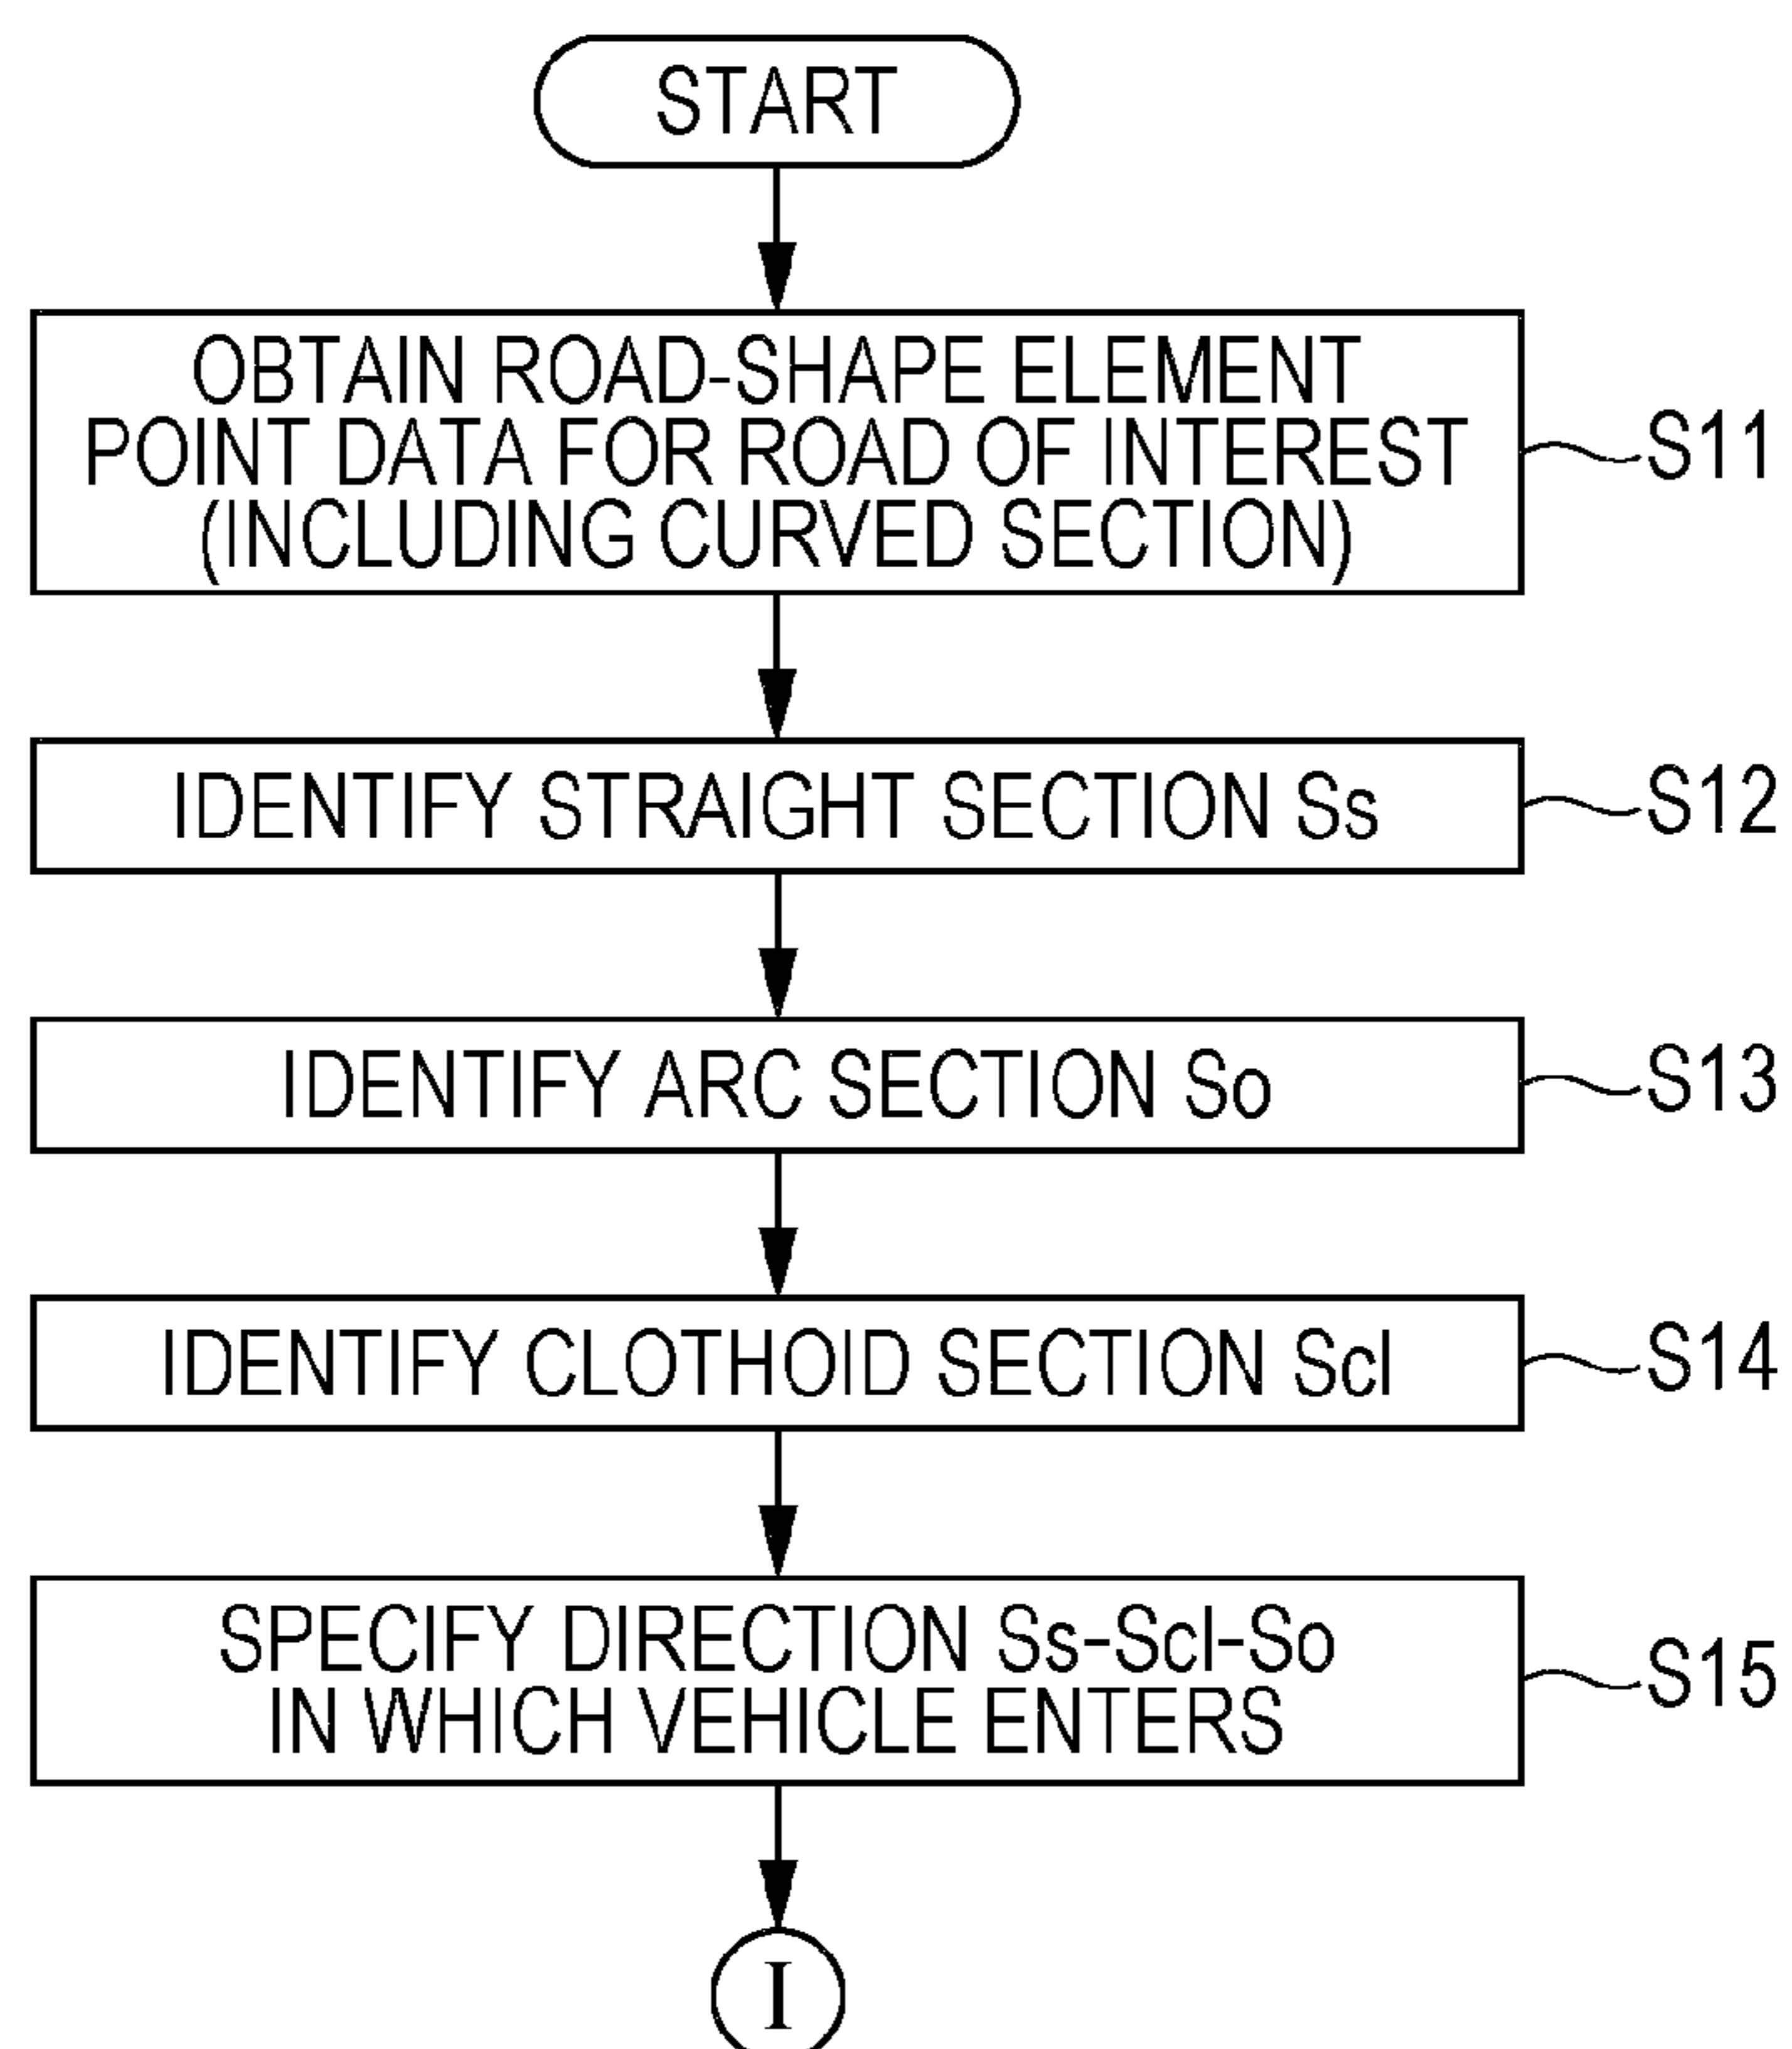 START
OBTAIN ROAD-SHAPE ELEMENT
POINT DATA FOR ROAD OF INTEREST
(INCLUDING CURVED SECTION)
S11
IDENTIFY STRAIGHT SECTION Ss
S12
IDENTIFY ARC SECTION So
S13
IDENTIFY CLOTHOID SECTION Scl
S14
SPECIFY DIRECTION Ss-Scl-So
IN WHICH VEHICLE ENTERS
S15
I